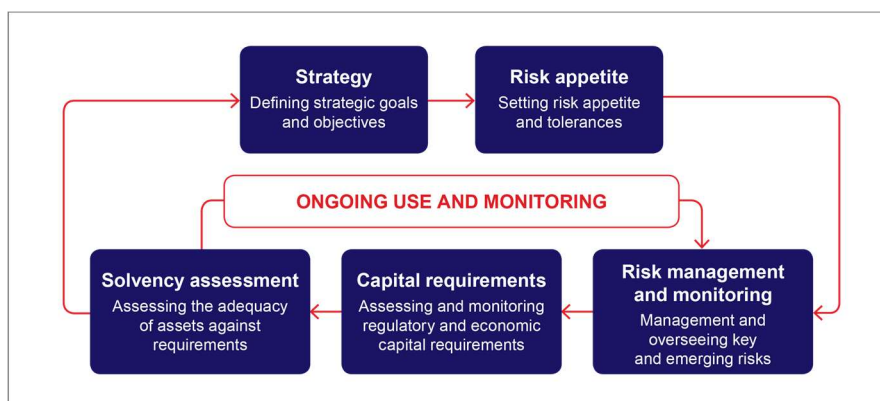 Strategy
Defining strategic goals
and objectives
Risk appetite
Setting risk appetite
and tolerances
ONGOING USE AND MONITORING
Solvency assessment
Assessing the adequacy
of assets against
requirements
Capital requirements
Assessing and monitoring
regulatory and economic
capital requirements
Risk management
and monitoring
Management and
overseeing key
and emerging risks